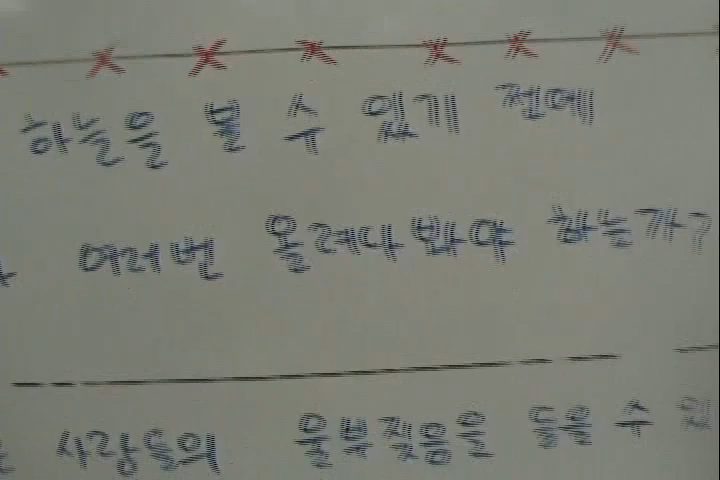 하늘을 볼 수 있기 전에
여러번 올려다 봐야 하는가?
사람들의 울부짖음을 들을 수 있